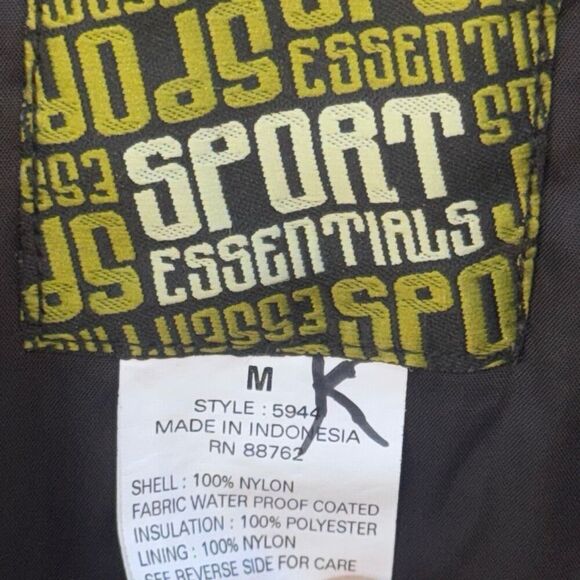 SPORT
ESSENTIALS
M
K
STYLE : 5944
MADE IN INDONESIA
RN 88762
SHELL : 100% NYLON
FABRIC WATER PROOF COATED
INSULATION : 100% POLYESTER
LINING : 100% NYLON
SEE REVERSE SIDE FOR CARE